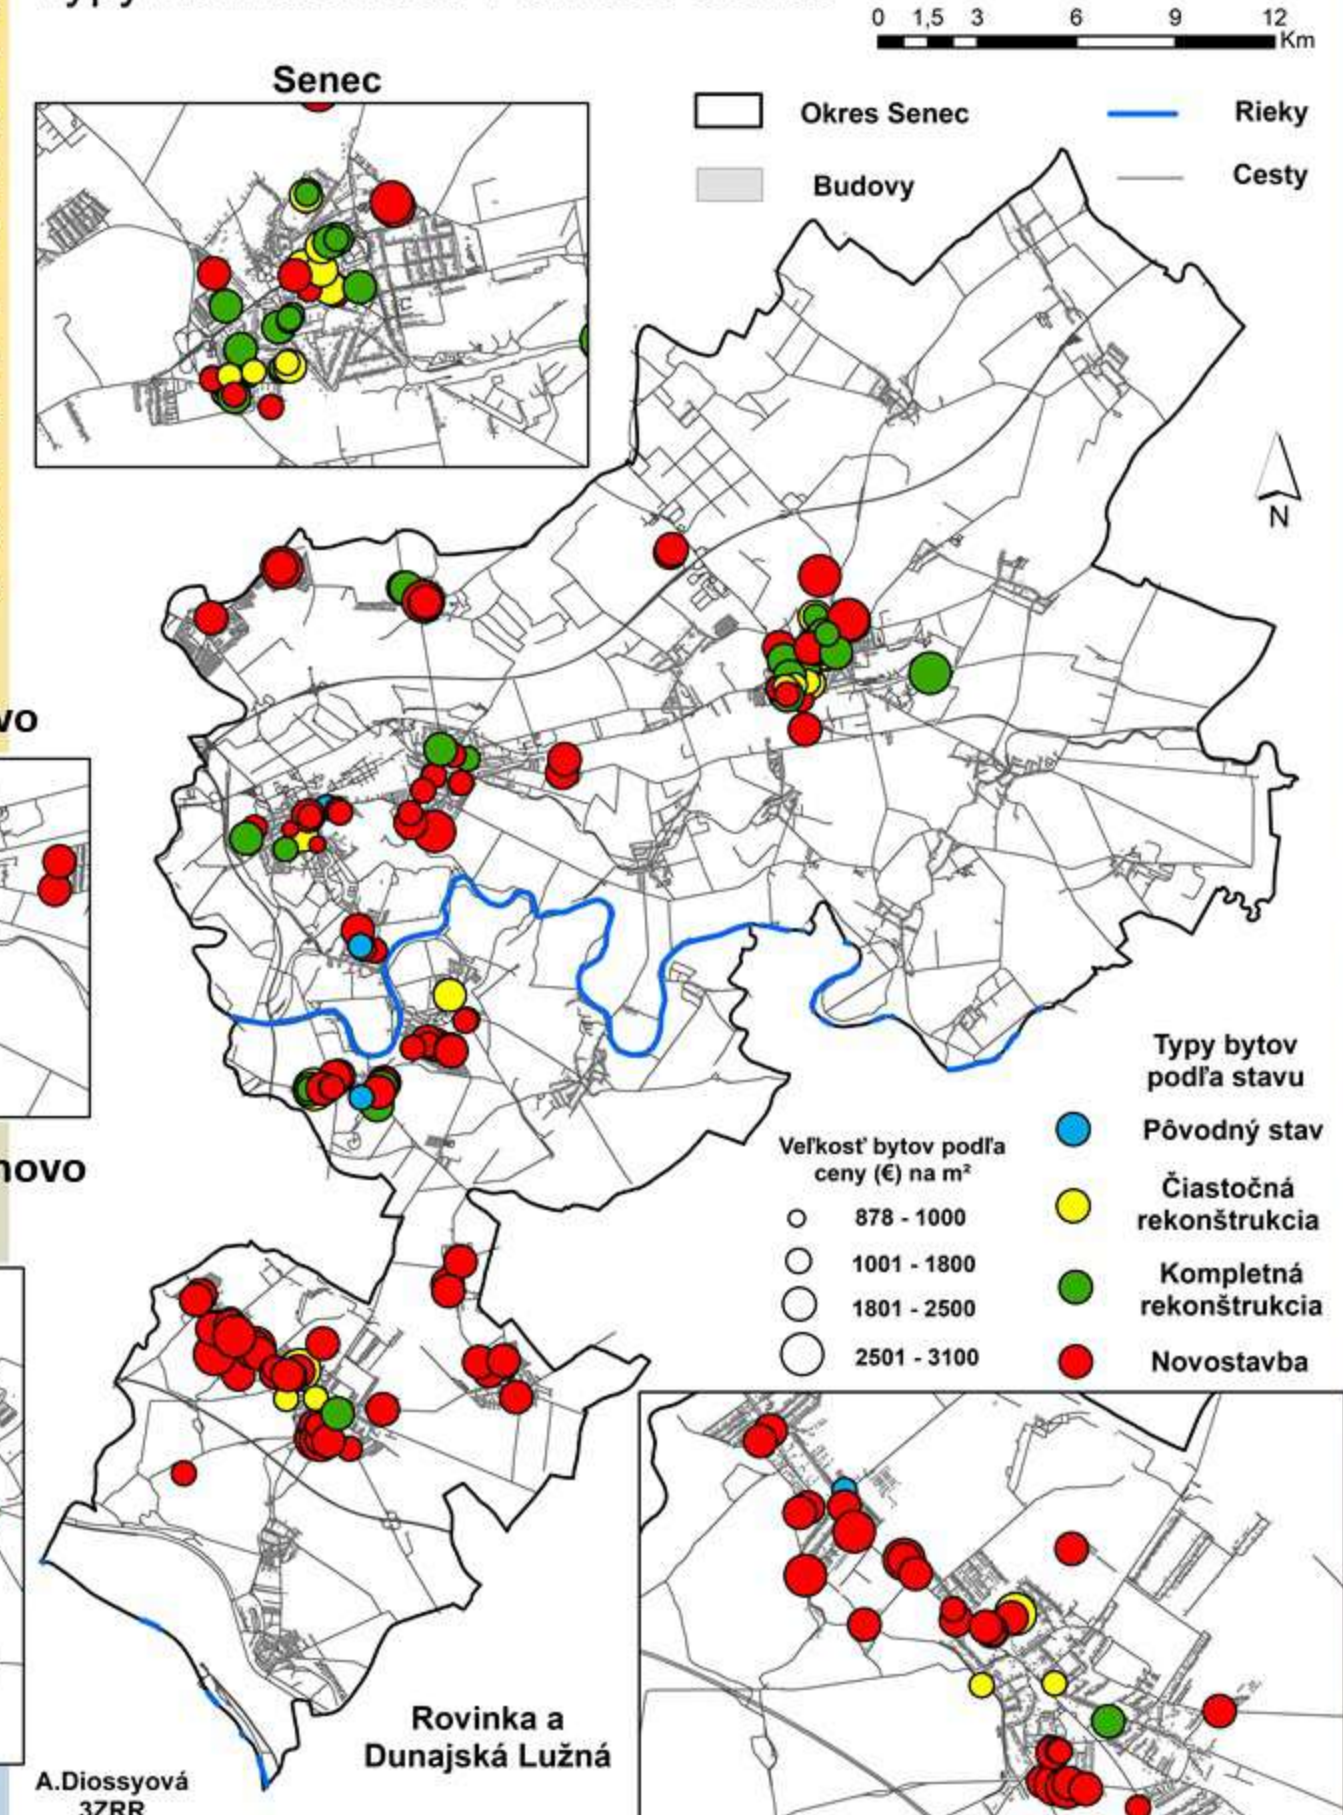 0 1,5 3 6 9 12
Km
Senec
Okres Senec
Rieky
Budovy
Cesty
N
Typy bytov
podľa stavu
Pôvodný stav
Čiastočná
rekonštrukcia
Kompletná
rekonštrukcia
Novostavba
Veľkosť bytov podľa
ceny (€) na m²
878 - 1000
1001 - 1800
1801 - 2500
2501 - 3100
Rovinka a
Dunajská Lužná
A.Diossyová
3ZRR